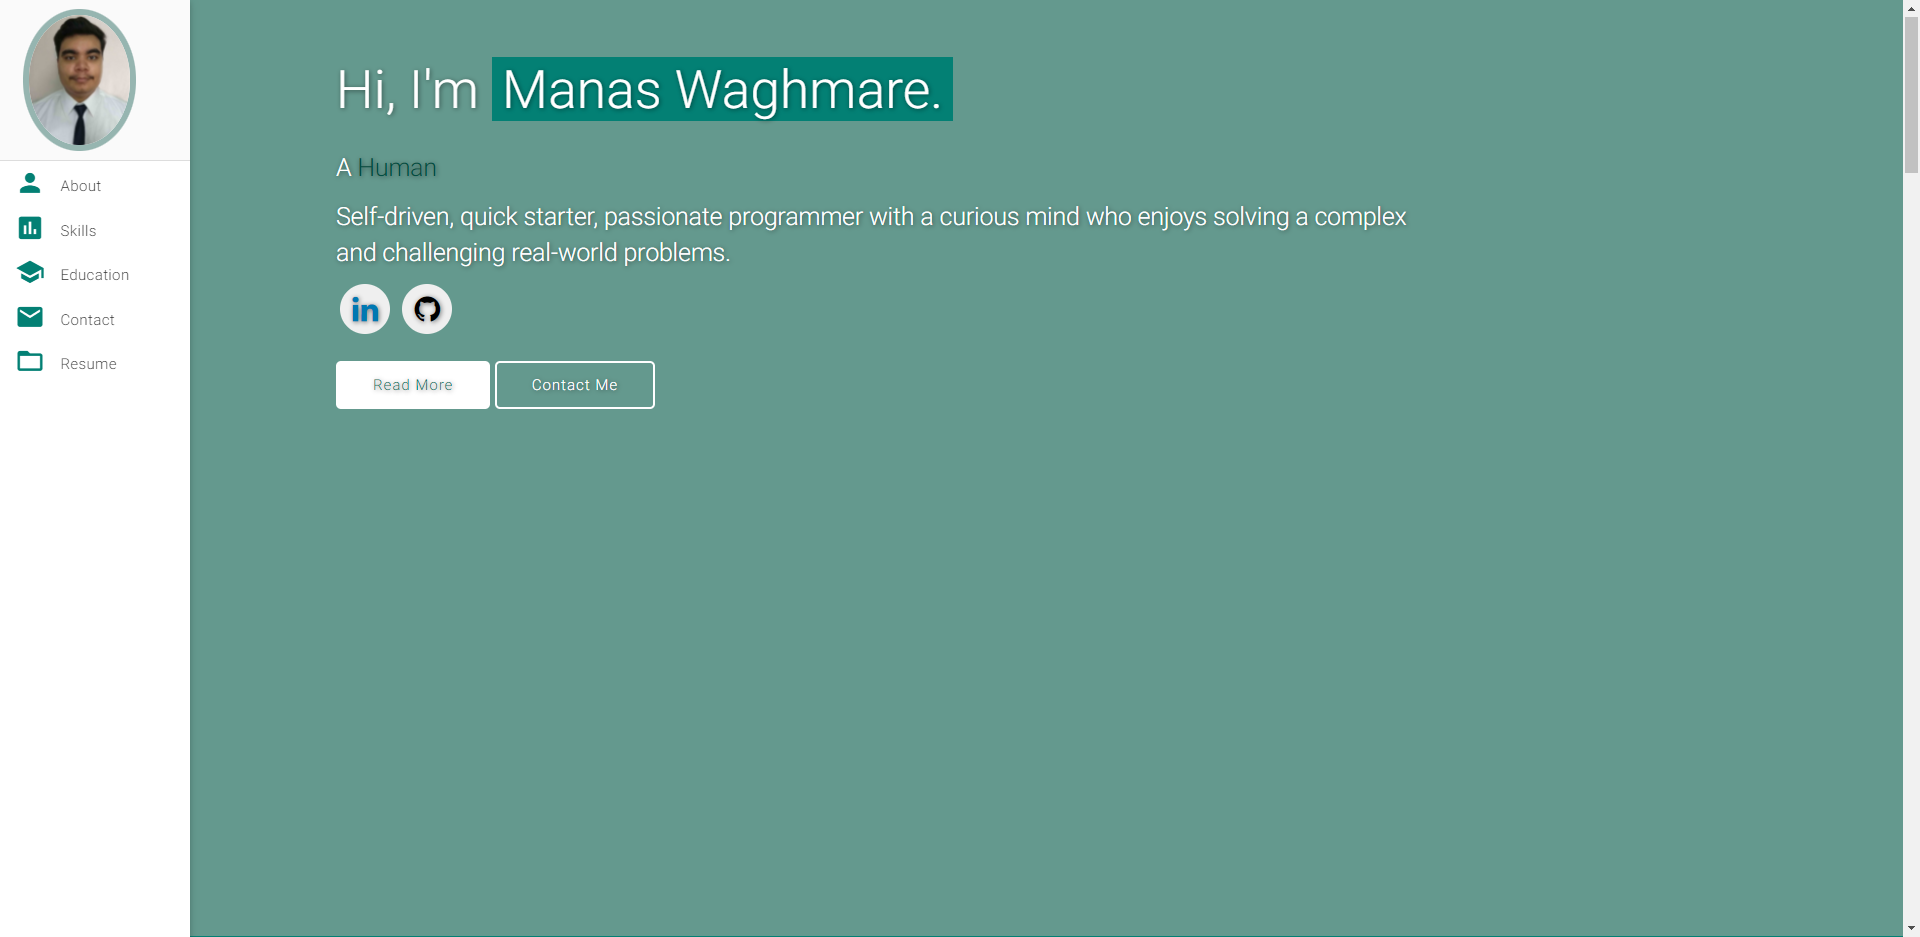 About
Skills
Education
Contact
Resume
Hi, I'm Manas Waghmare.
A Human
Self-driven, quick starter, passionate programmer with a curious mind who enjoys solving a complex
and challenging real-world problems.
in
Read More Contact Me